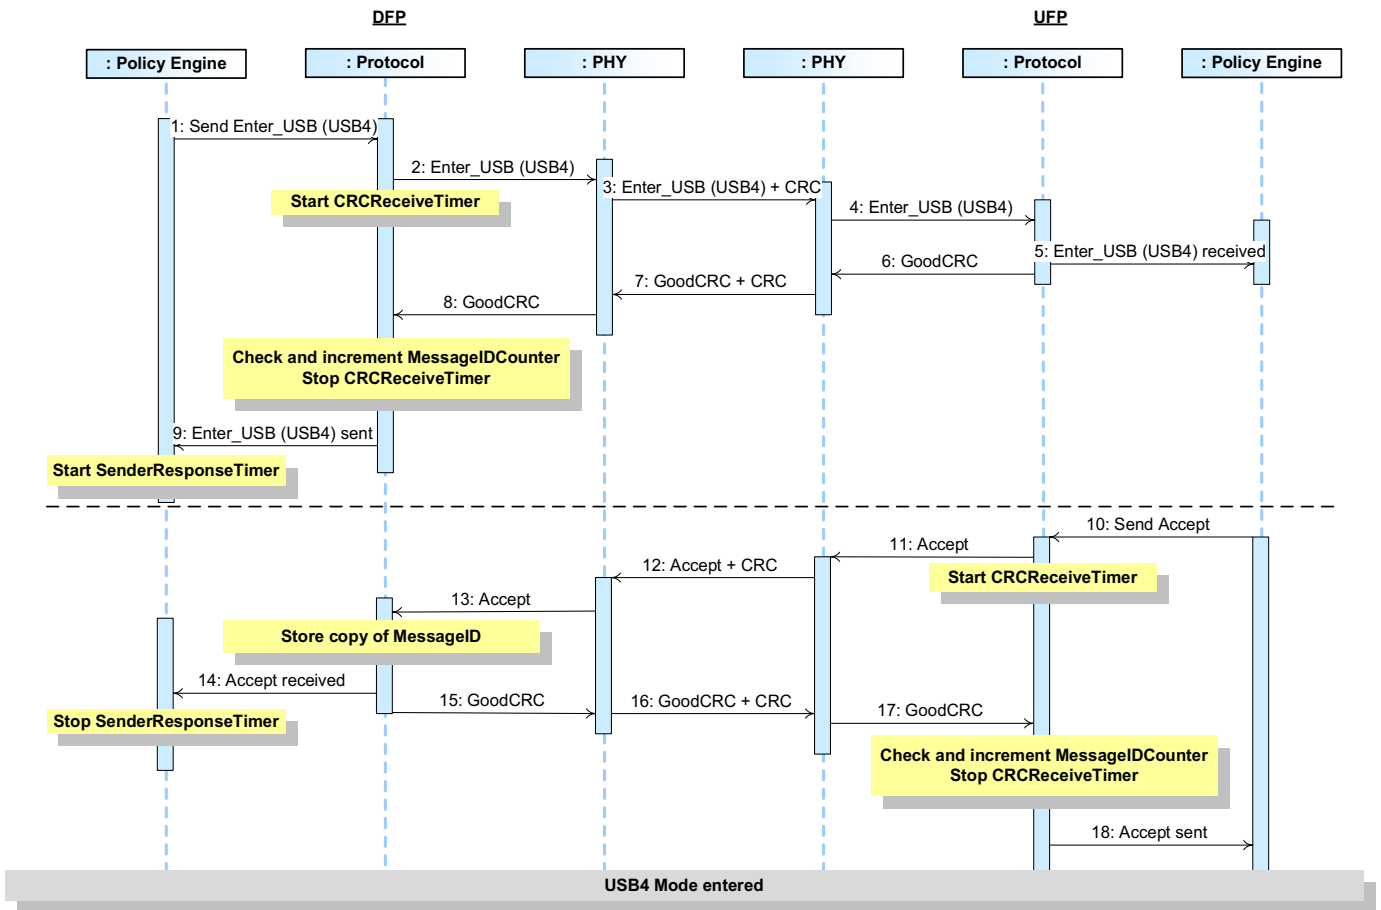 DFP
UFP
: Policy Engine
: Protocol
: PHY
: PHY
: Protocol
: Policy Engine
1: Send Enter_USB (USB4)
2: Enter_USB (USB4)
3: Enter_USB (USB4) + CRC
Start CRCReceiveTimer
4: Enter_USB (USB4)
5: Enter_USB (USB4) received
6: GoodCRC
7: GoodCRC + CRC
8: GoodCRC
Check and increment MessageIDCounter
Stop CRCReceiveTimer
9: Enter_USB (USB4) sent
Start SenderResponseTimer
10: Send Accept
11: Accept
12: Accept + CRC
Start CRCReceiveTimer
13: Accept
Store copy of MessageID
14: Accept received
15: GoodCRC
16: GoodCRC + CRC
17: GoodCRC
Stop SenderResponseTimer
Check and increment MessageIDCounter
Stop CRCReceiveTimer
18: Accept sent
USB4 Mode entered